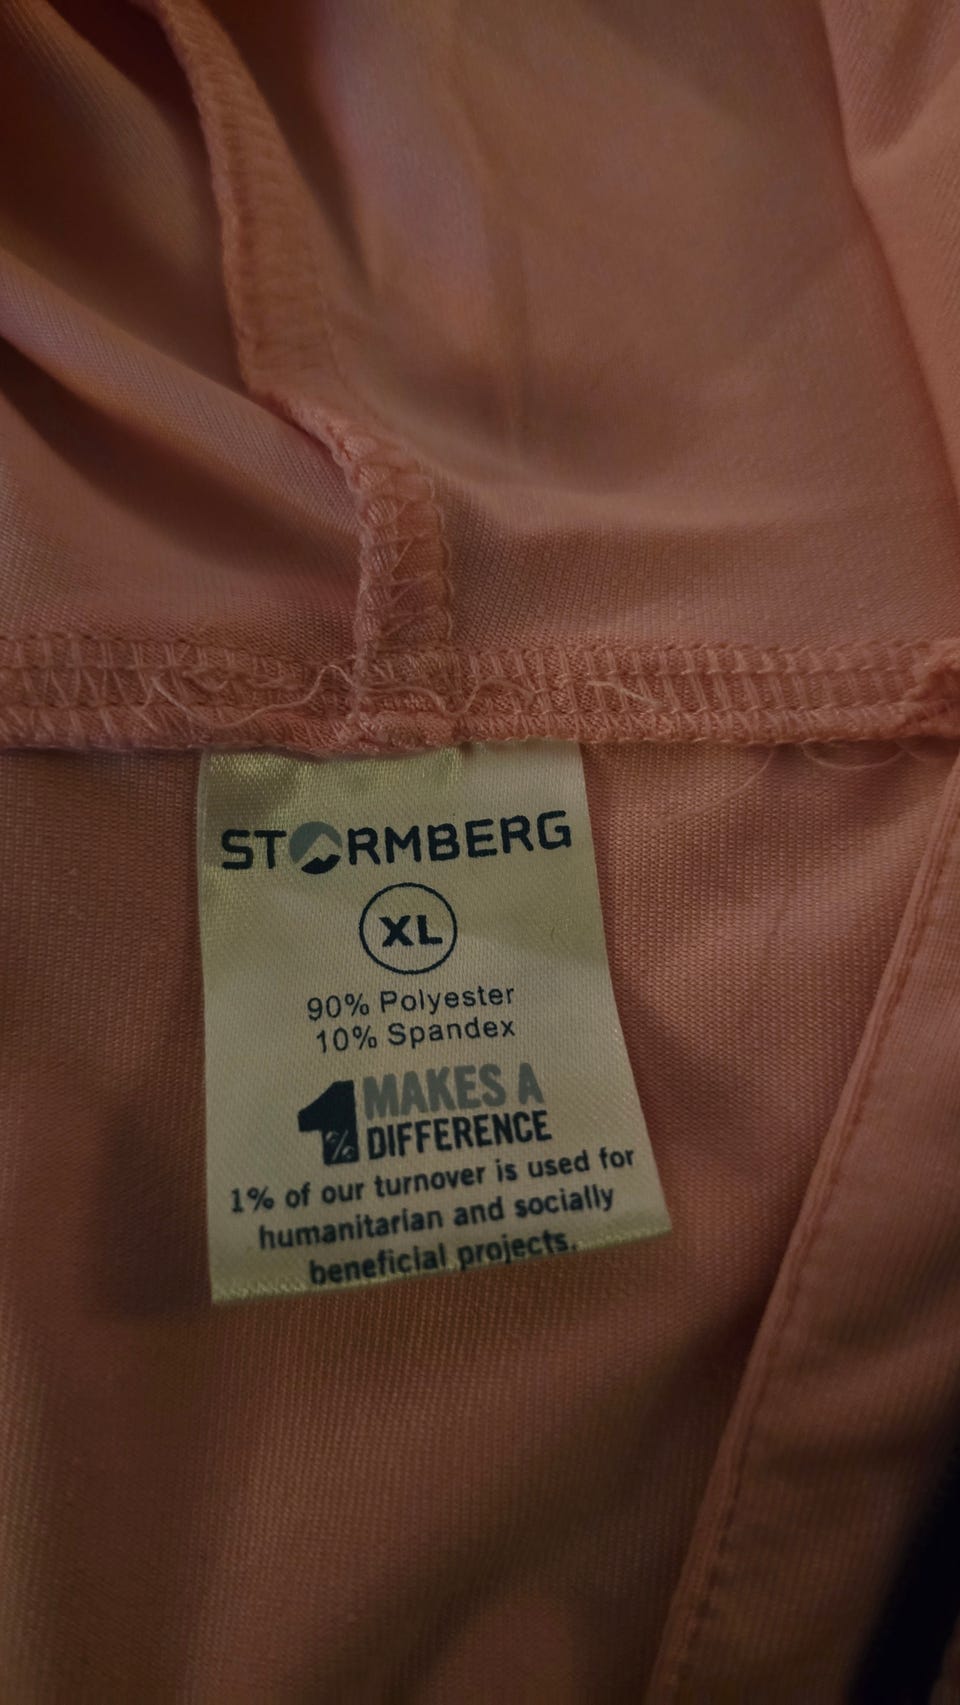 STORMBERG
XL
90% Polyester
10% Spandex
1% MAKES A
DIFFERENCE
1% of our turnover is used for
humanitarian and socially
beneficial projects.